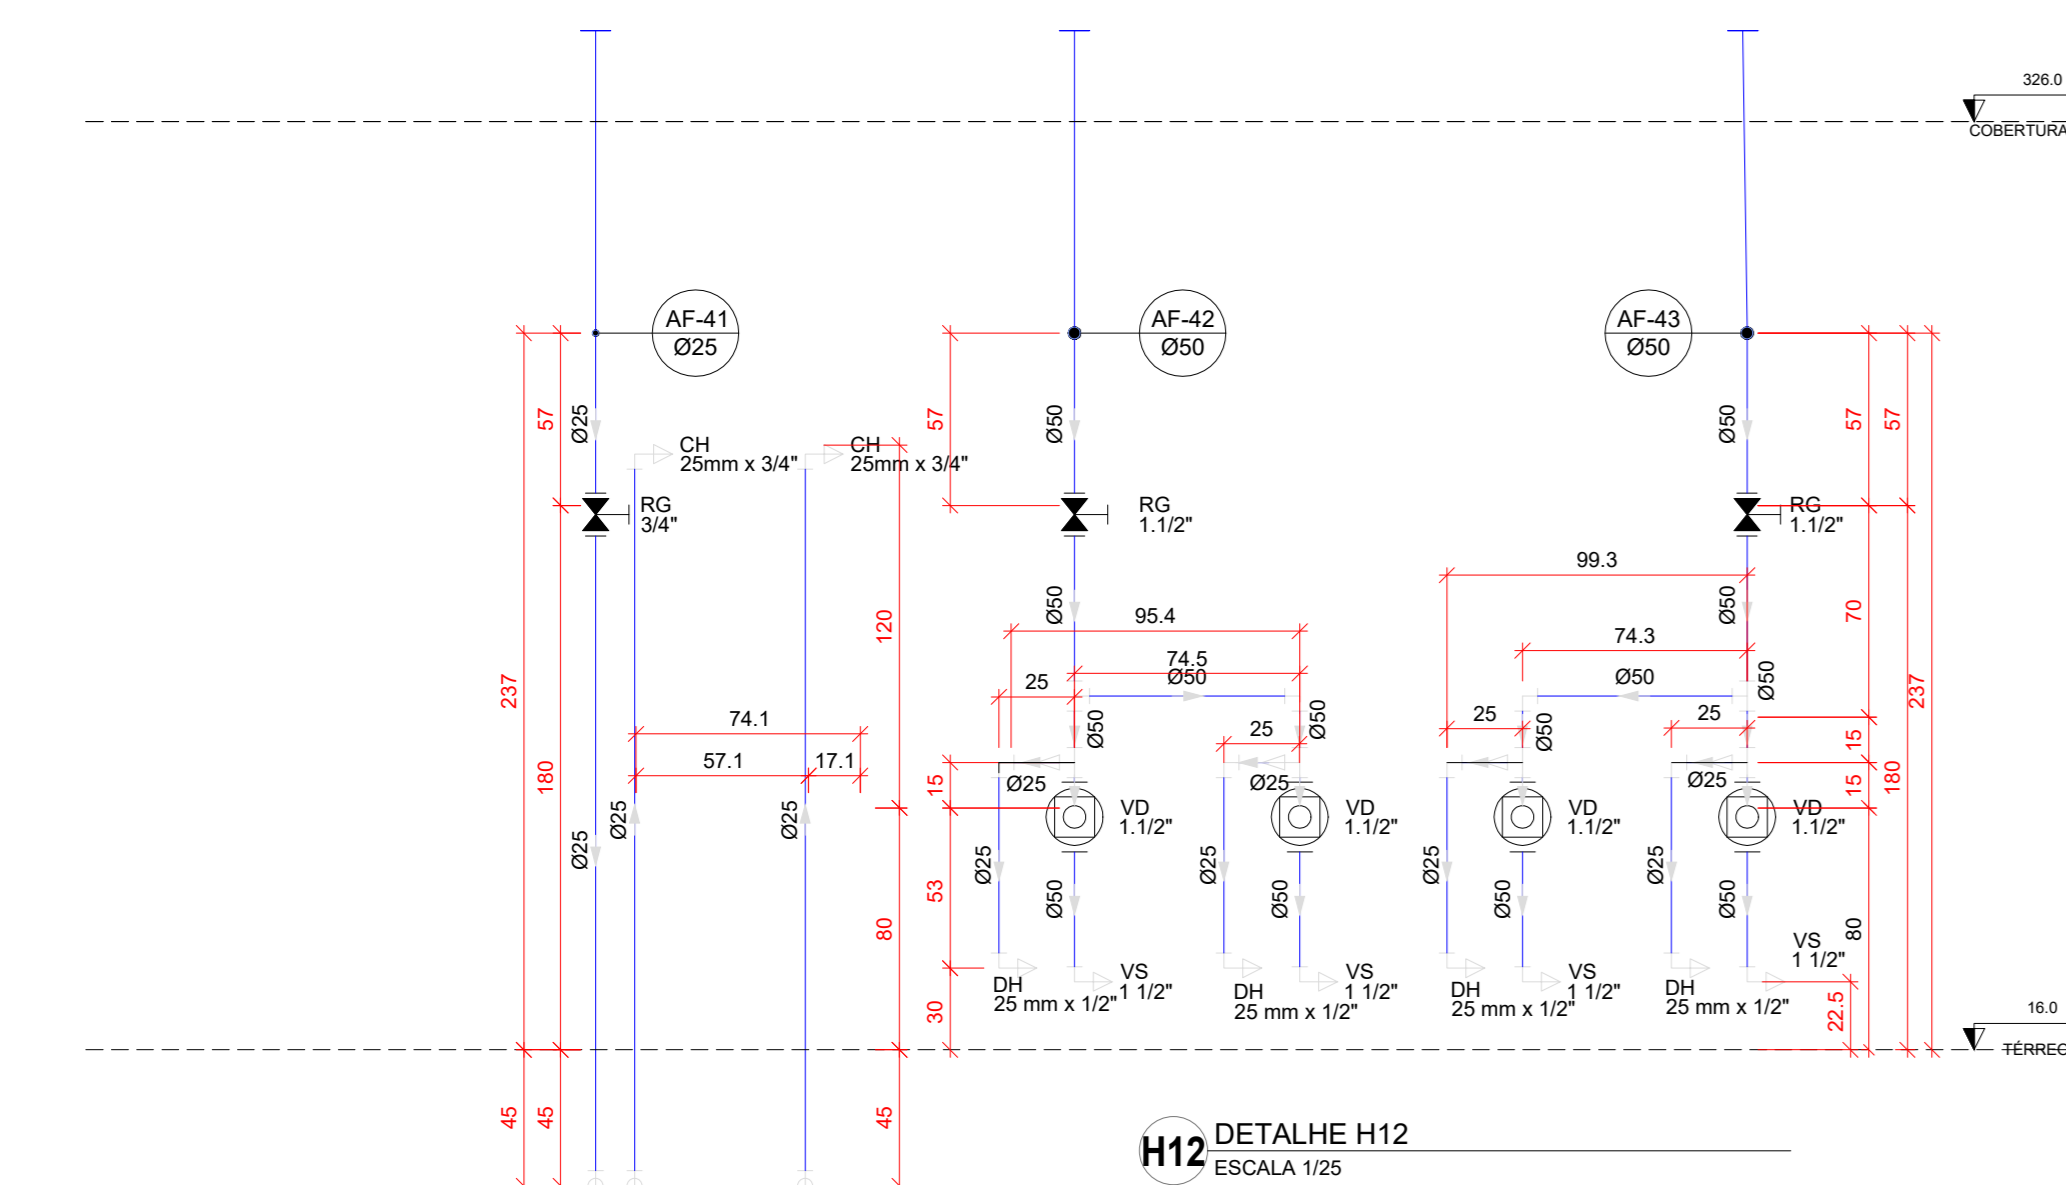 326.0
COBERTURA
AF-41
Ø25
AF-42
Ø50
AF-43
Ø50
57
Ø25
57
Ø50
Ø50
57
57
CH
25mm x 3/4"
CH
25mm x 3/4"
RG
3/4"
RG
1.1/2"
RG
1.1/2"
99.3
Ø50
Ø50
70
120
95.4
74.3
74.5
Ø50
Ø50
237
25
Ø50
237
74.1
Ø50
Ø50
25
25
Ø50
25
15
57.1
17.1
180
15
Ø25
Ø25
Ø25
15
180
VD
1.1/2"
VD
1.1/2"
VD
1.1/2"
VD
1.1/2"
Ø25
Ø25
Ø25
Ø25
Ø25
Ø25
Ø25
53
Ø50
Ø50
Ø50
Ø50
80
80
VS
1 1/2"
VS
1 1/2"
VS
1 1/2"
VS
1 1/2"
DH
25 mm x 1/2"
DH
25 mm x 1/2"
DH
25 mm x 1/2"
DH
25 mm x 1/2"
30
22.5
16.0
TÉRREO
45
45
45
H12
DETALHE H12
ESCALA 1/25